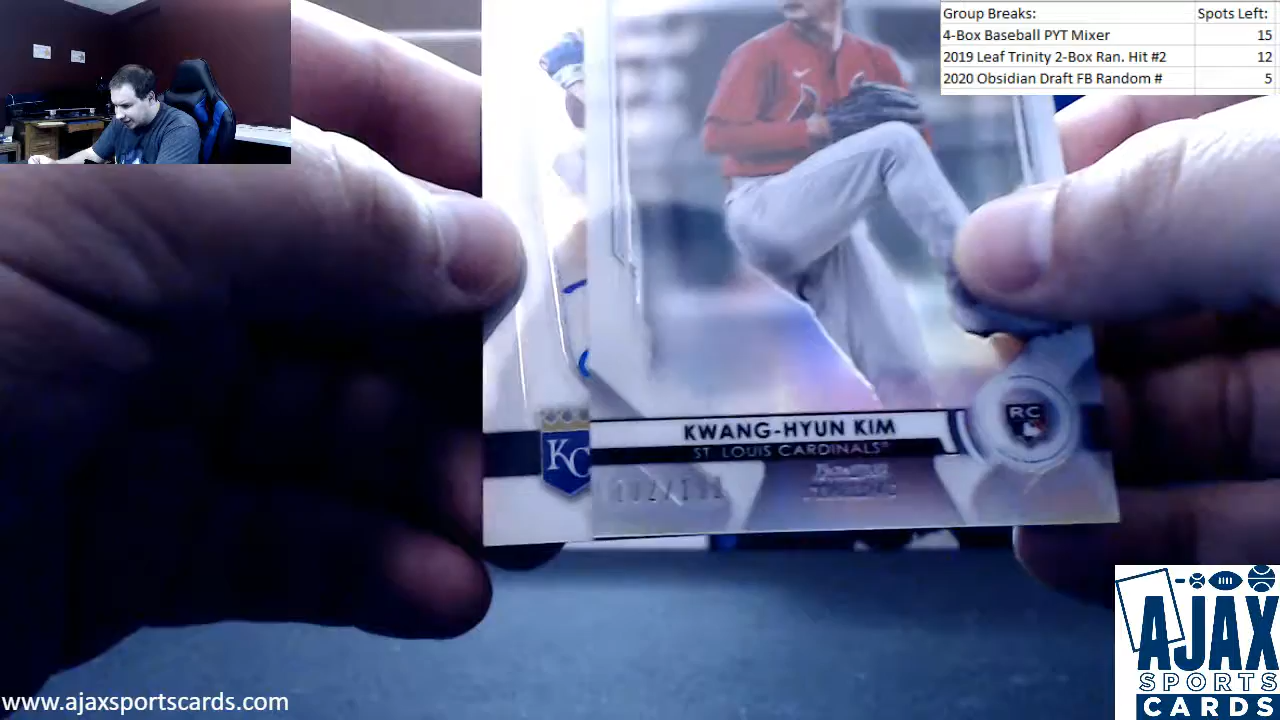 Group Breaks: Spots Left:
4-Box Baseball PYT Mixer 15
2019 Leaf Trinity 2-Box Ran. Hit #2 12
2020 Obsidian Draft FB Random # 5
KWANG-HYUN KIM
ST. LOUIS CARDINALS®
RC
KC
AJAX
SPORTS
CARDS
www.ajaxsportscards.com